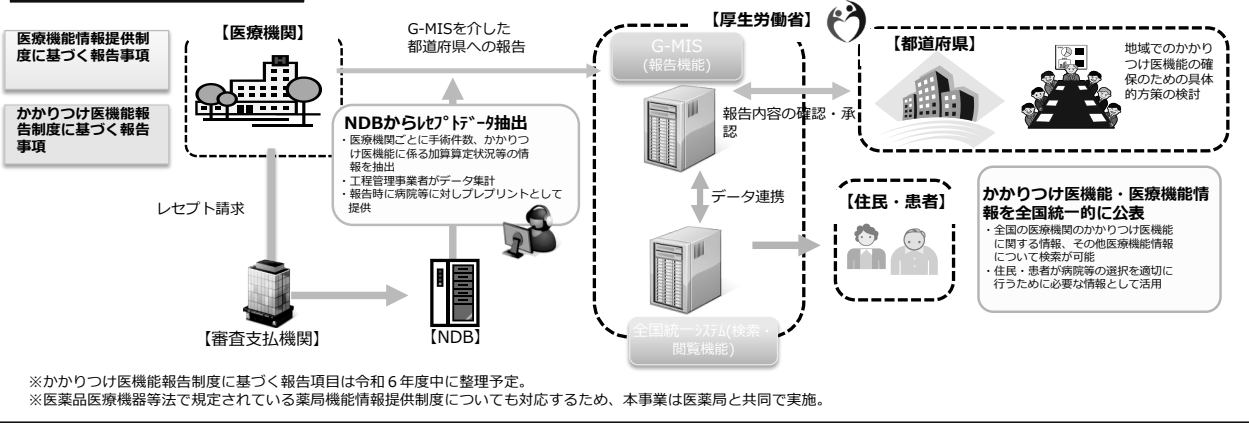 医療機能情報提供制
度に基づく報告事項
かかりつけ医機能報
告制度に基づく報告
事項
【医療機関】
G-MISを介した
都道府県への報告
NDBからﾚｾﾌﾟﾄﾃﾞｰﾀ抽出
・医療機関ごとに手術件数、かかりつ
け医機能に係る加算算定状況等の情
報を抽出
・工程管理事業者がデータ集計
・報告時に病院等に対しプレプリントとして
提供
レセプト請求
【審査支払機関】
【NDB】
【厚生労働省】
G-MIS
(報告機能)
報告内容の確認・承
認
データ連携
全国統一ｼｽﾃﾑ(検索・
閲覧機能)
【都道府県】
地域でのかかり
つけ医機能の確
保のための具体
的方策の検討
【住民・患者】
かかりつけ医機能・医療機能情
報を全国統一的に公表
・全国の医療機関のかかりつけ医機能
に関する情報、その他医療機能情報
について検索が可能
・住民・患者が病院等の選択を適切に
行うために必要な情報として活用
※かかりつけ医機能報告制度に基づく報告項目は令和６年度中に整理予定。
※医薬品医療機器等法で規定されている薬局機能情報提供制度についても対応するため、本事業は医薬局と共同で実施。